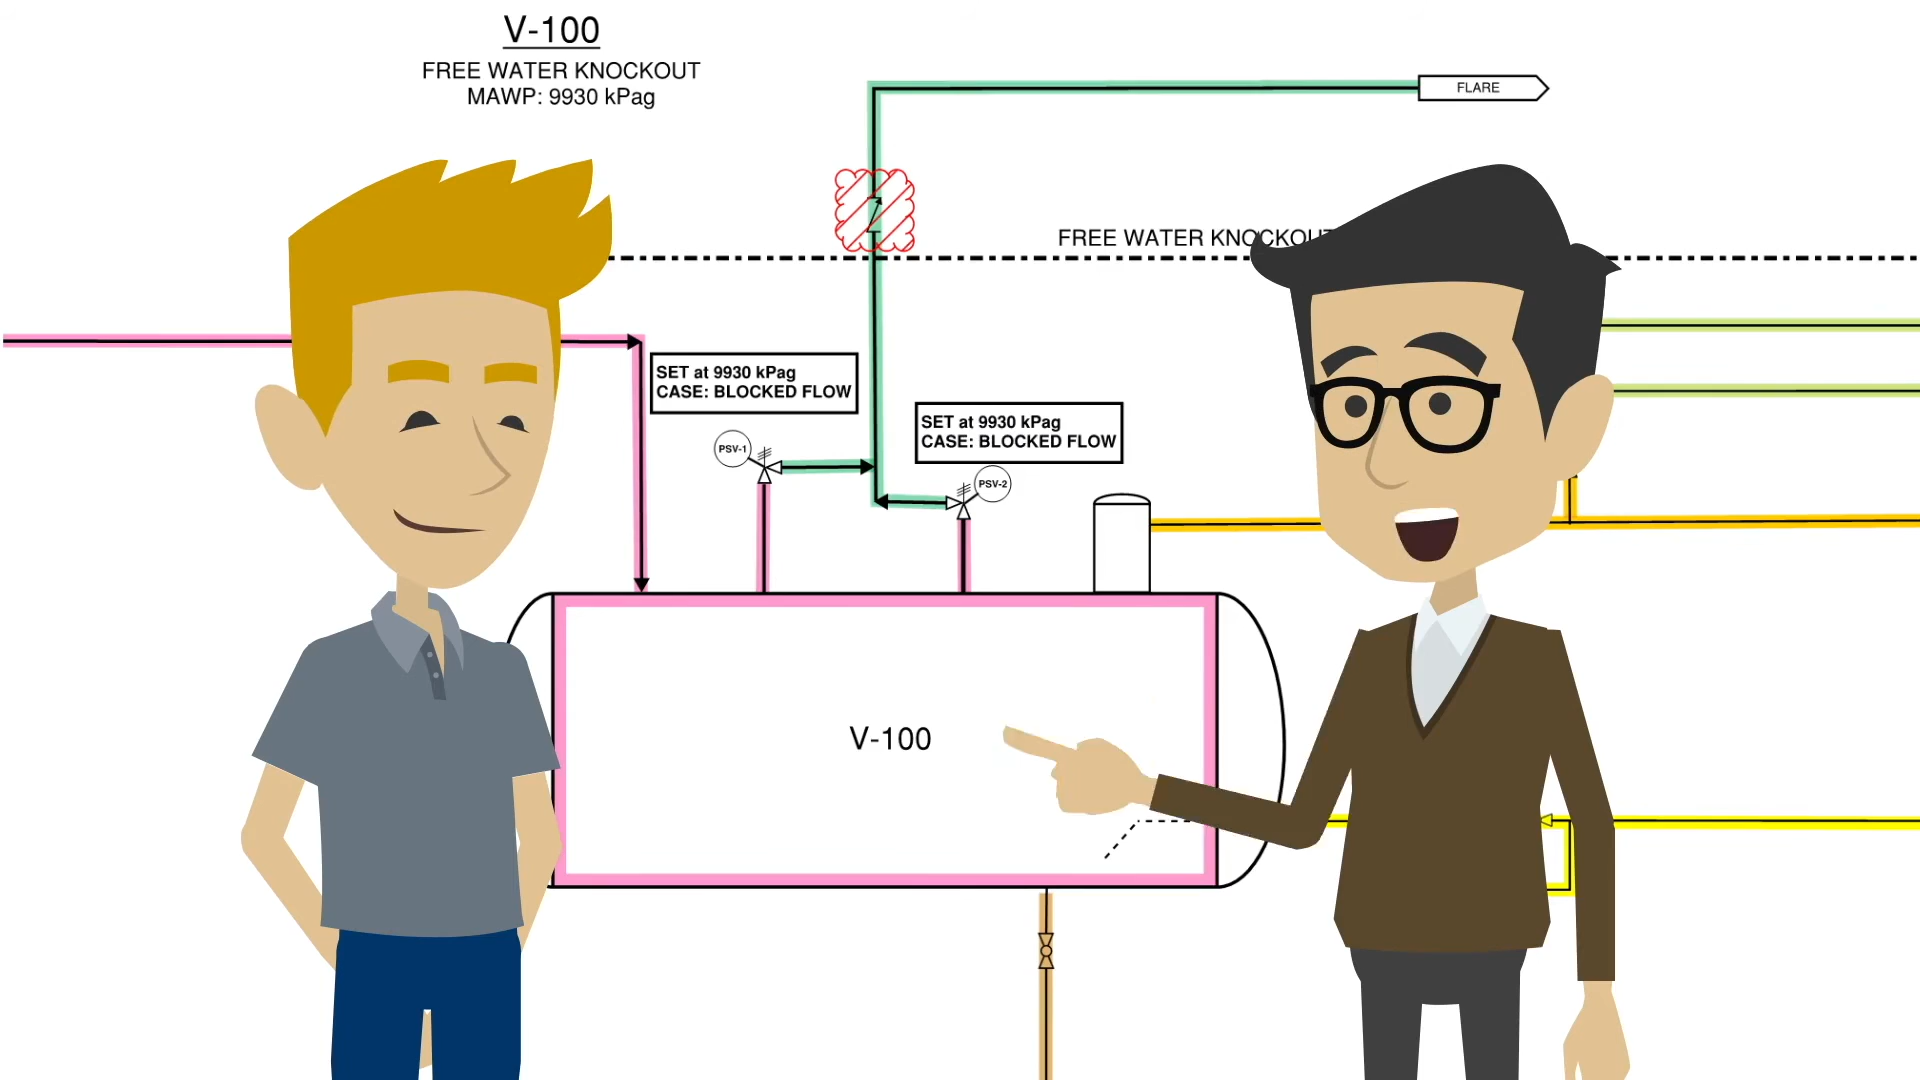 V-100
FREE WATER KNOCKOUT
MAWP: 9930 kPag
FLARE
FREE WATER KNOCKOUT
SET at 9930 kPag
CASE: BLOCKED FLOW
SET at 9930 kPag
CASE: BLOCKED FLOW
PSV-1
PSV-2
V-100